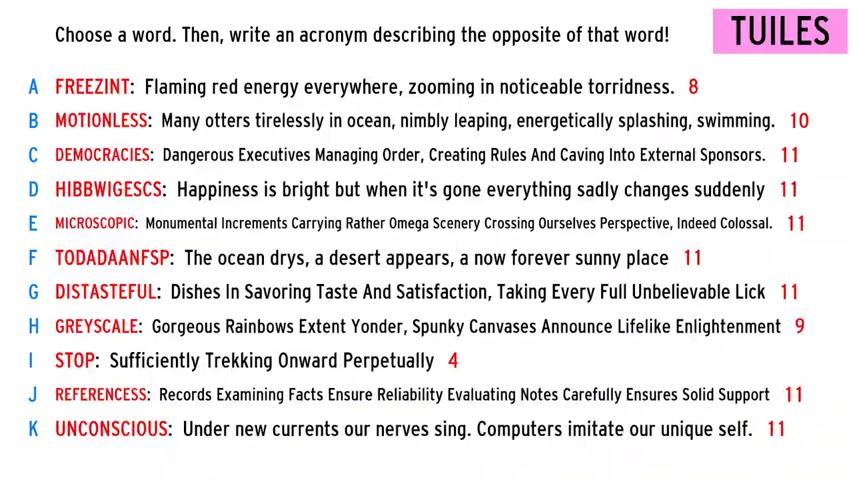 Choose a word. Then, write an acronym describing the opposite of that word!
TUILES
A FREEZINT: Flaming red energy everywhere, zooming in noticeable torridness. 8
B MOTIONLESS: Many otters tirelessly in ocean, nimbly leaping, energetically splashing, swimming. 10
C DEMOCRACIES: Dangerous Executives Managing Order, Creating Rules And Caving Into External Sponsors. 11
D HIBBWIGESCS: Happiness is bright but when it's gone everything sadly changes suddenly 11
E MICROSCOPIC: Monumental Increments Carrying Rather Omega Scenery Crossing Ourselves Perspective, Indeed Colossal. 11
F TODADAANFSP: The ocean drys, a desert appears, a now forever sunny place 11
G DISTASTEFUL: Dishes In Savoring Taste And Satisfaction, Taking Every Full Unbelievable Lick 11
H GREYSCALE: Gorgeous Rainbows Extent Yonder, Spunky Canvases Announce Lifelike Enlightenment 9
I STOP: Sufficiently Trekking Onward Perpetually 4
J REFERENCESS: Records Examining Facts Ensure Reliability Evaluating Notes Carefully Ensures Solid Support 11
K UNCONSCIOUS: Under new currents our nerves sing. Computers imitate our unique self. 11